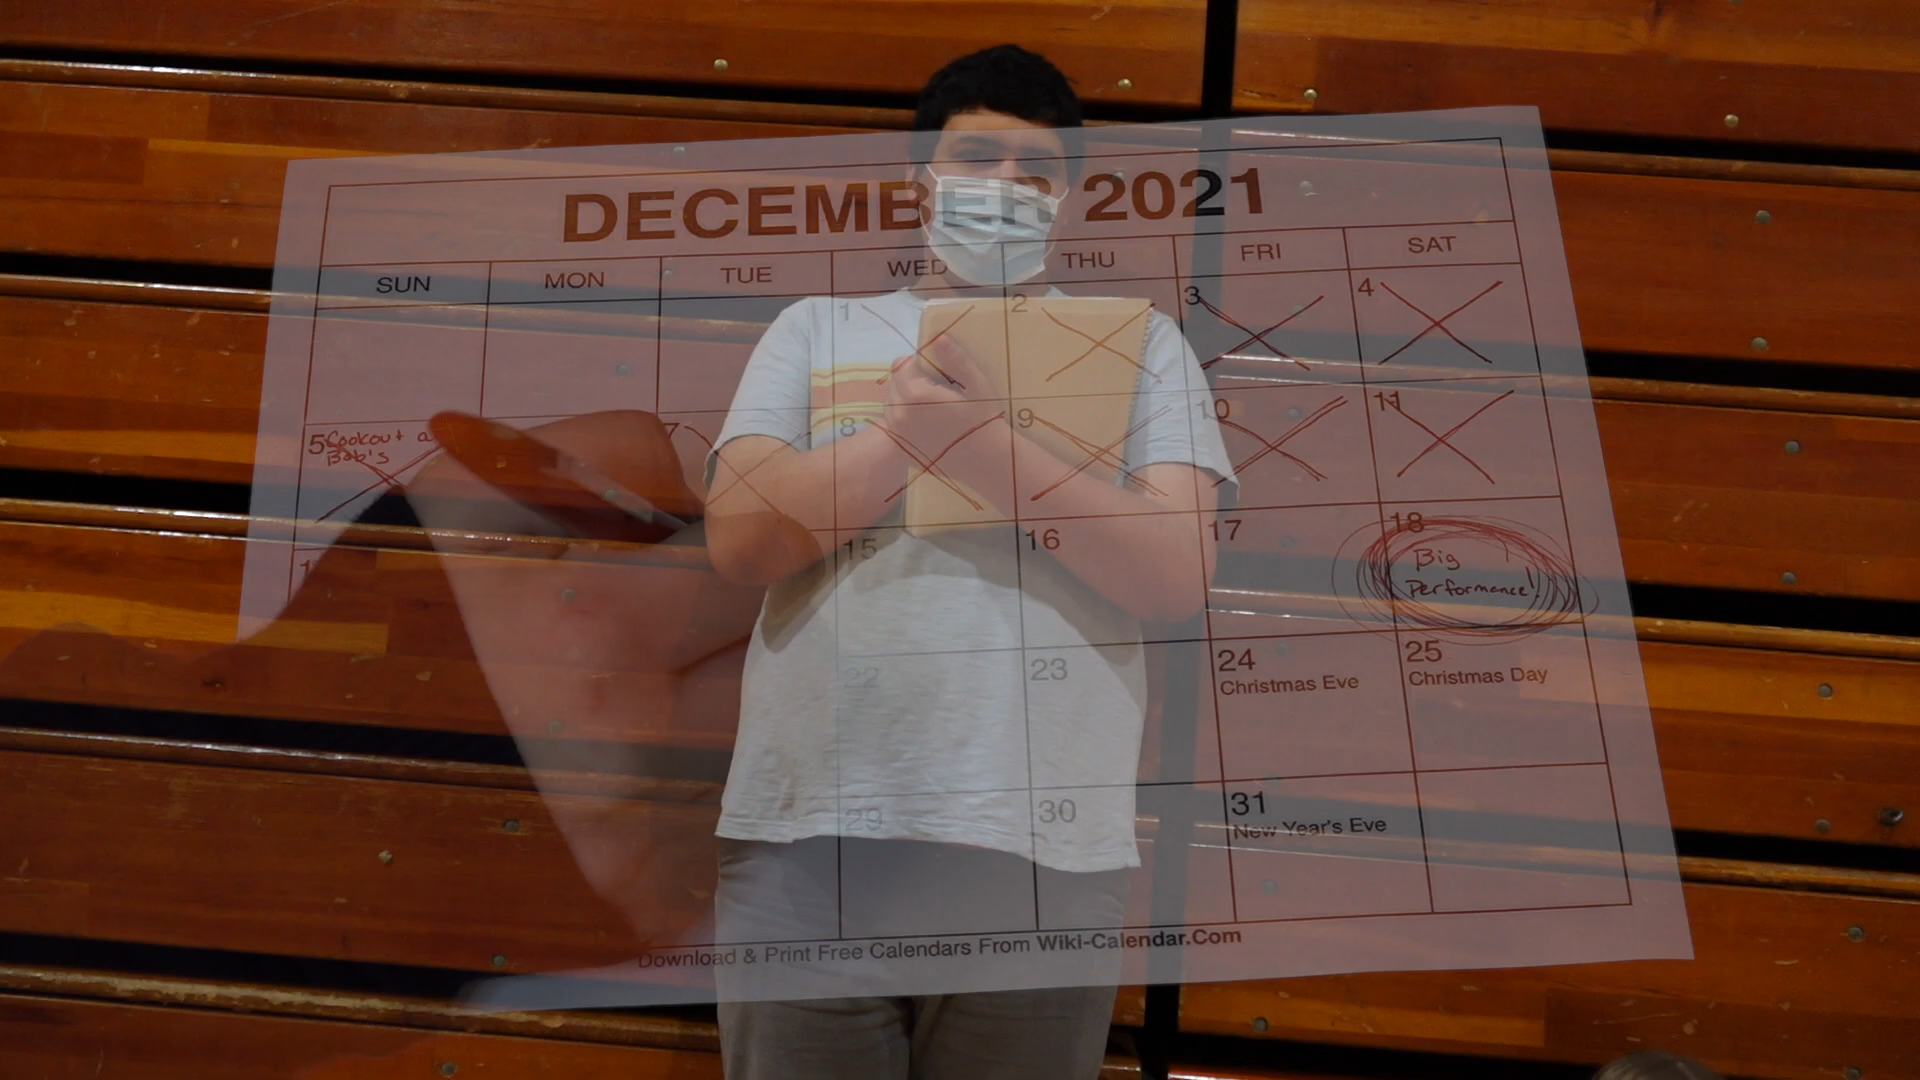 DECEMBER 2021
SUN MON TUE WED THU FRI SAT
1 2 3 4
5 Cookout a
Bob's
7 8 9 10 11
15 16 17 18
Big
Performance!
22 23 24 25
Christmas Eve Christmas Day
29 30 31
New Year's Eve
Download & Print Free Calendars From Wiki-Calendar.Com